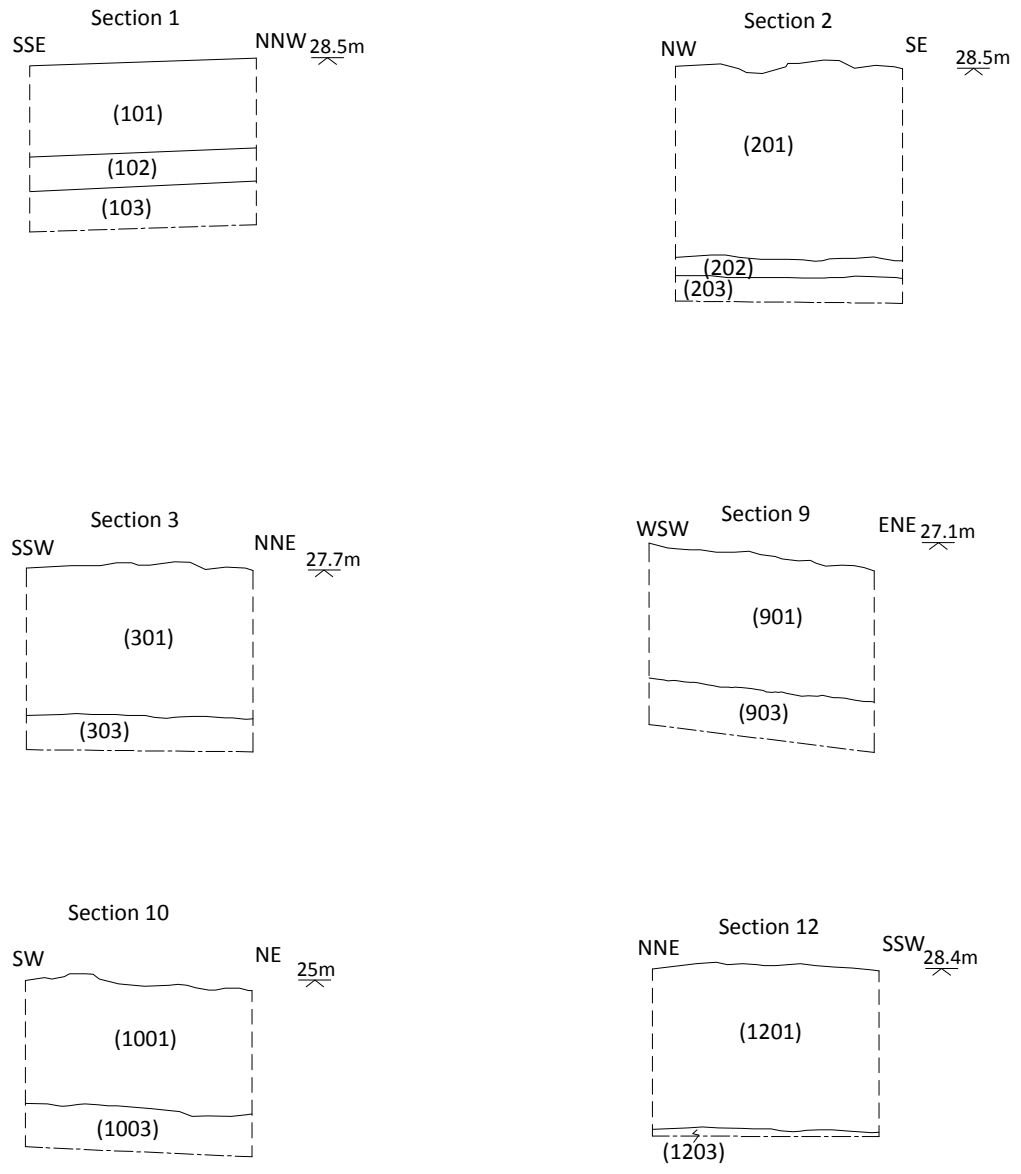 Section 1
SSE
NNW
28.5m
(101)
(102)
(103)
Section 2
NW
SE
28.5m
(201)
(202)
(203)
Section 3
SSW
NNE
27.7m
(301)
(303)
Section 9
WSW
ENE
27.1m
(901)
(903)
Section 10
SW
NE
25m
(1001)
(1003)
Section 12
NNE
SSW
28.4m
(1201)
(1203)